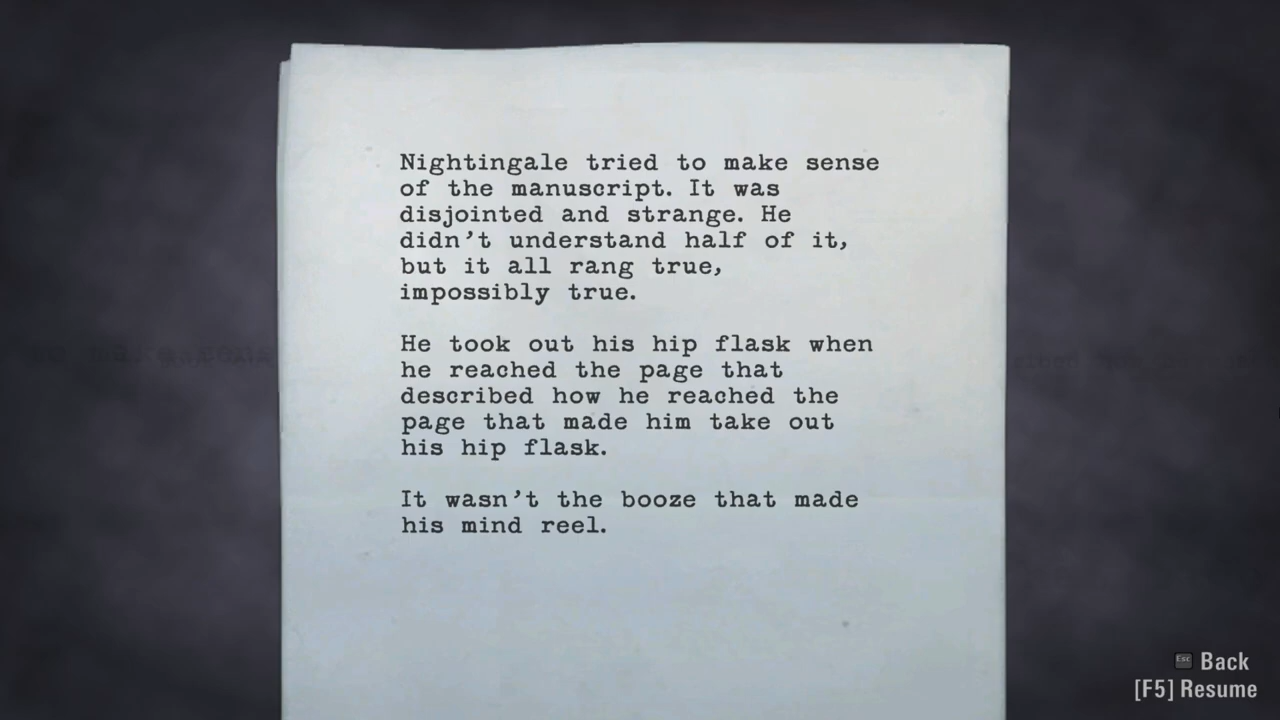 Nightingale tried to make sense
of the manuscript. It was
disjointed and strange. He
didn't understand half of it,
but it all rang true,
impossibly true.
He took out his hip flask when
he reached the page that
described how he reached the
page that made him take out
his hip flask.
It wasn't the booze that made
his mind reel.
Esc Back
[F5] Resume